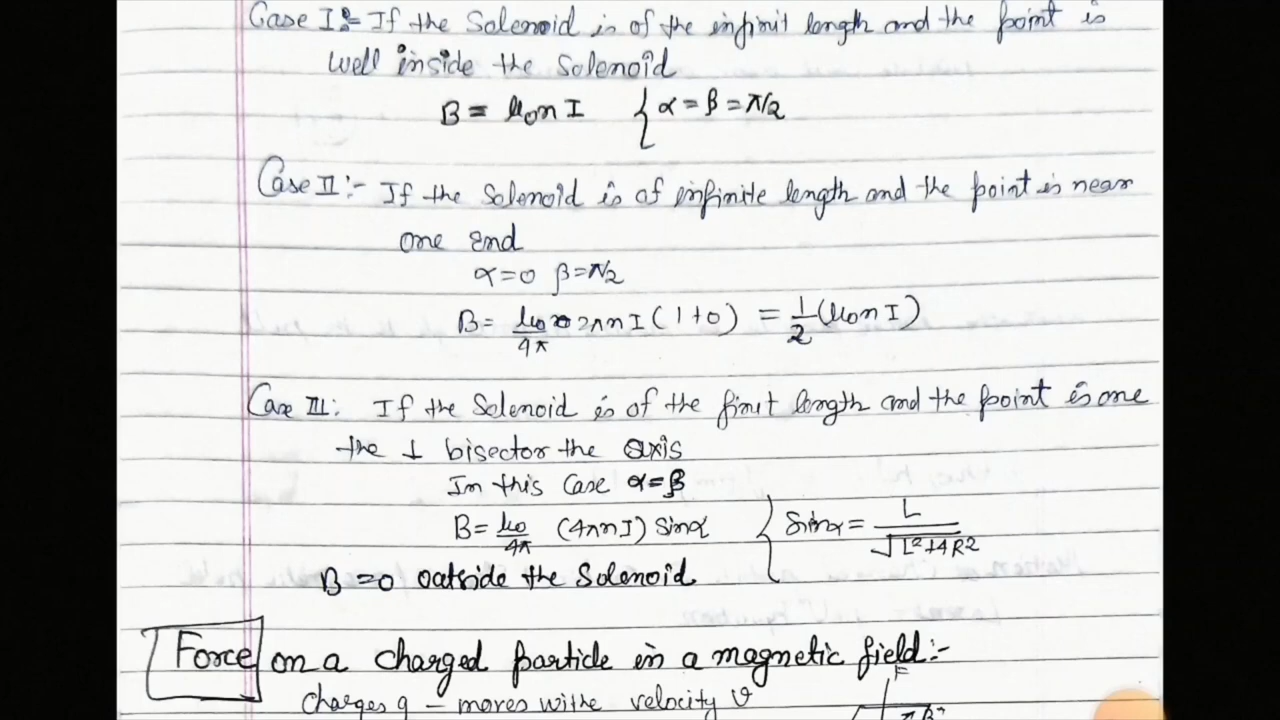 Case I:- If the Solenoid is of the infinit length and the point is
well inside the Solenoid
B = μ0nI { α = β = π/2
Case II:- If the Solenoid is of infinite length and the point is near
one end
α=0 β=π/2
B = μ0/4π × 2πnI (1+0) = 1/2 (μ0nI)
Case III: If the Solenoid is of the finit length and the point is one
the ⊥ bisector the axis
In this Case α=β
B= μ0/4π (4πnI) Sinα { Sinα = L/√L²+4R²
B = 0 outside the Solenoid
Force on a charged particle in a magnetic field:-
F
charges q - moves withe velocity v